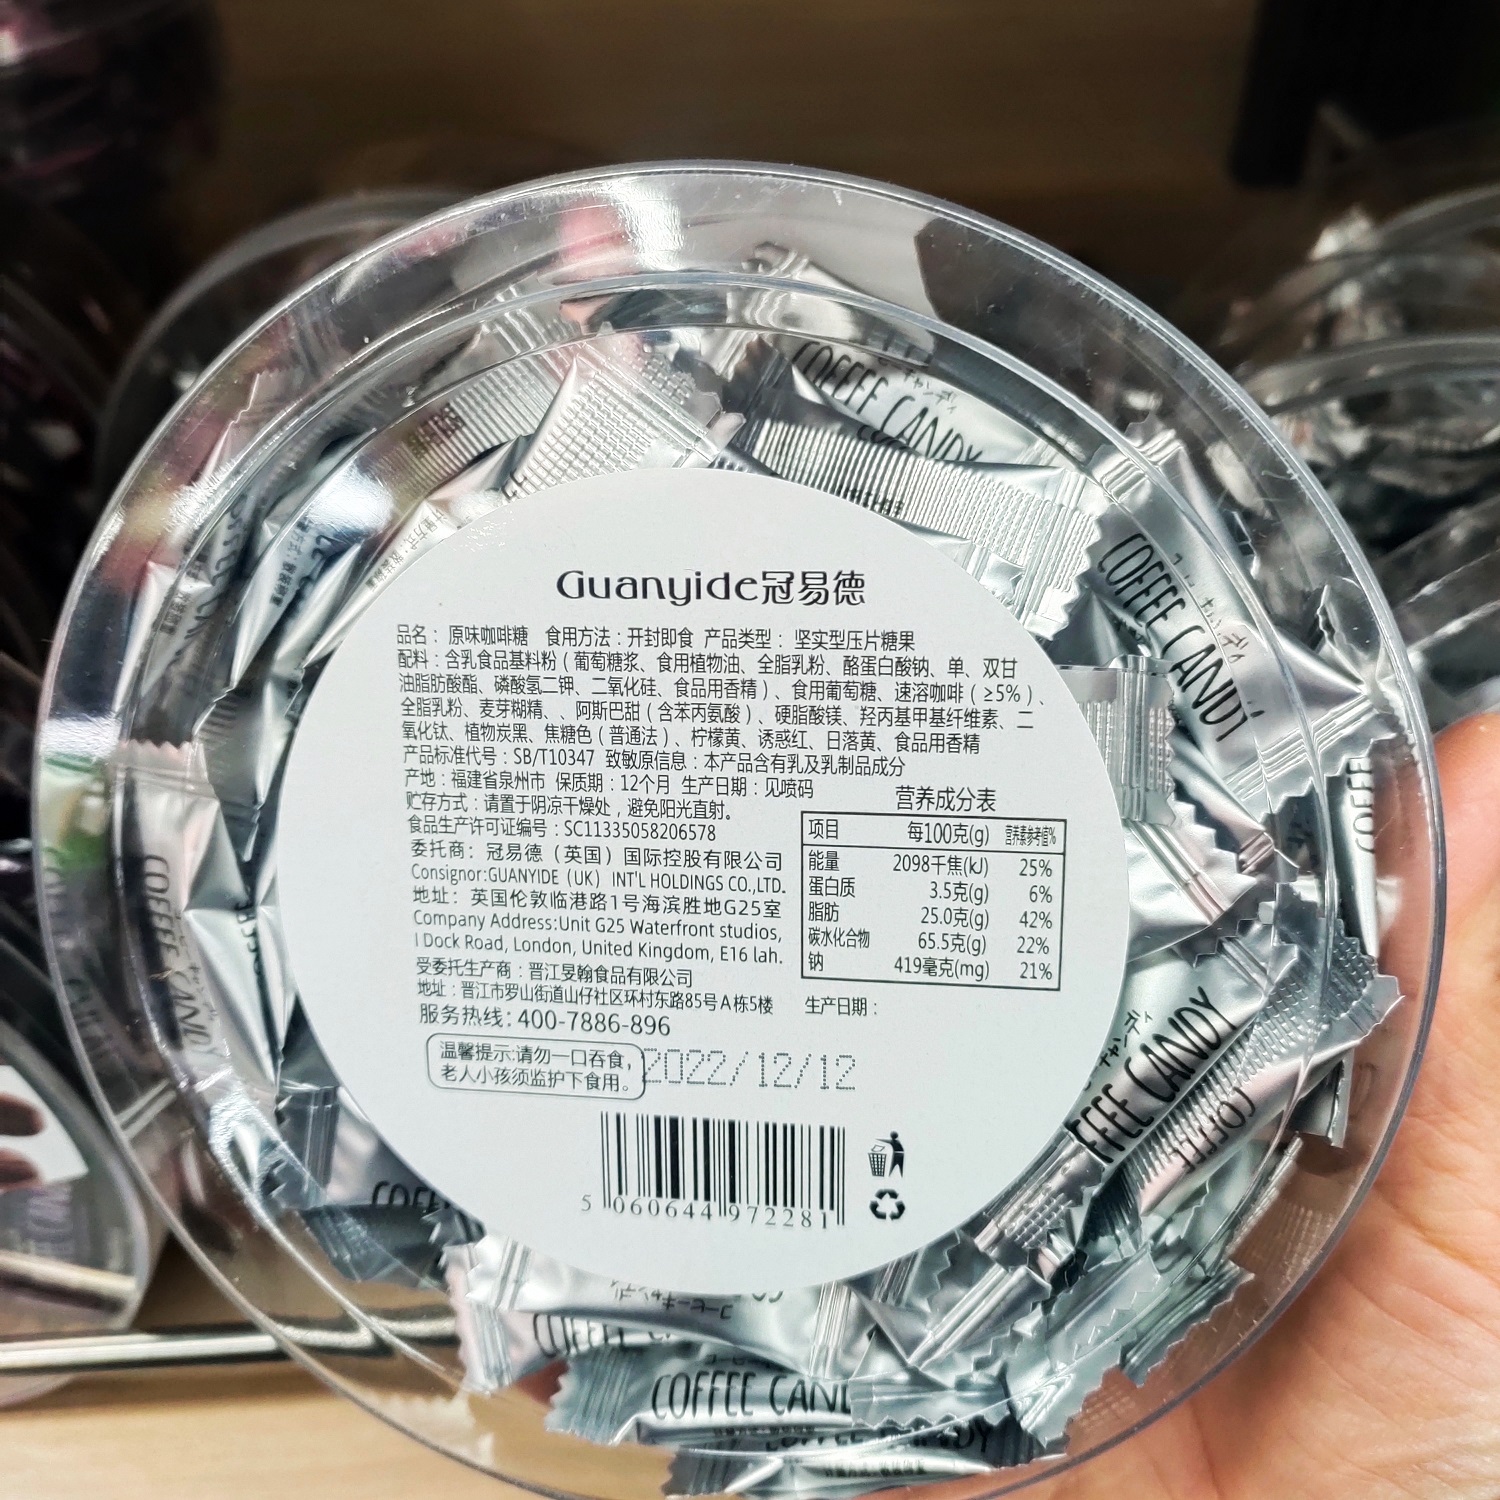 COFFEE CANDY
COFFEE CANDY
Guanyide冠易德
品名：原味咖啡糖 食用方法：开封即食 产品类型：坚实型压片糖果
配料：含乳食品基料粉（葡萄糖浆、食用植物油、全脂乳粉、酪蛋白酸钠、单、双甘
油脂肪酸酯、磷酸氢二钾、二氧化硅、食品用香精）、食用葡萄糖、速溶咖啡（≥5%）、
全脂乳粉、麦芽糊精、、阿斯巴甜（含苯丙氨酸）、硬脂酸镁、羟丙基甲基纤维素、二
氧化钛、植物炭黑、焦糖色（普通法）、柠檬黄、诱惑红、日落黄、食品用香精
产品标准代号：SB/T10347 致敏原信息：本产品含有乳及乳制品成分
产地：福建省泉州市 保质期：12个月 生产日期：见喷码
贮存方式：请置于阴凉干燥处，避免阳光直射。
食品生产许可证编号：SC11335058206578
委托商：冠易德（英国）国际控股有限公司
Consignor:GUANYIDE (UK) INT'L HOLDINGS CO.,LTD.
地址：英国伦敦临港路1号海滨胜地G25室
Company Address:Unit G25 Waterfront studios,
I Dock Road, London, United Kingdom, E16 lah.
受委托生产商：晋江旻翰食品有限公司
地址：晋江市罗山街道山仔社区环村东路85号A栋5楼
服务热线：400-7886-896
温馨提示:请勿一口吞食，
老人小孩须监护下食用。
营养成分表
项目 每100克(g) 营养素参考值%
能量 2098千焦(kJ) 25%
蛋白质 3.5克(g) 6%
脂肪 25.0克(g) 42%
碳水化合物 65.5克(g) 22%
钠 419毫克(mg) 21%
生产日期：
2022/12/12
5 060644 972281
COFFEE CANDY
COFFEE
COFFEE
FFEE CANDY
COFFEE
コーヒーキャンディ
COFFEE CAND